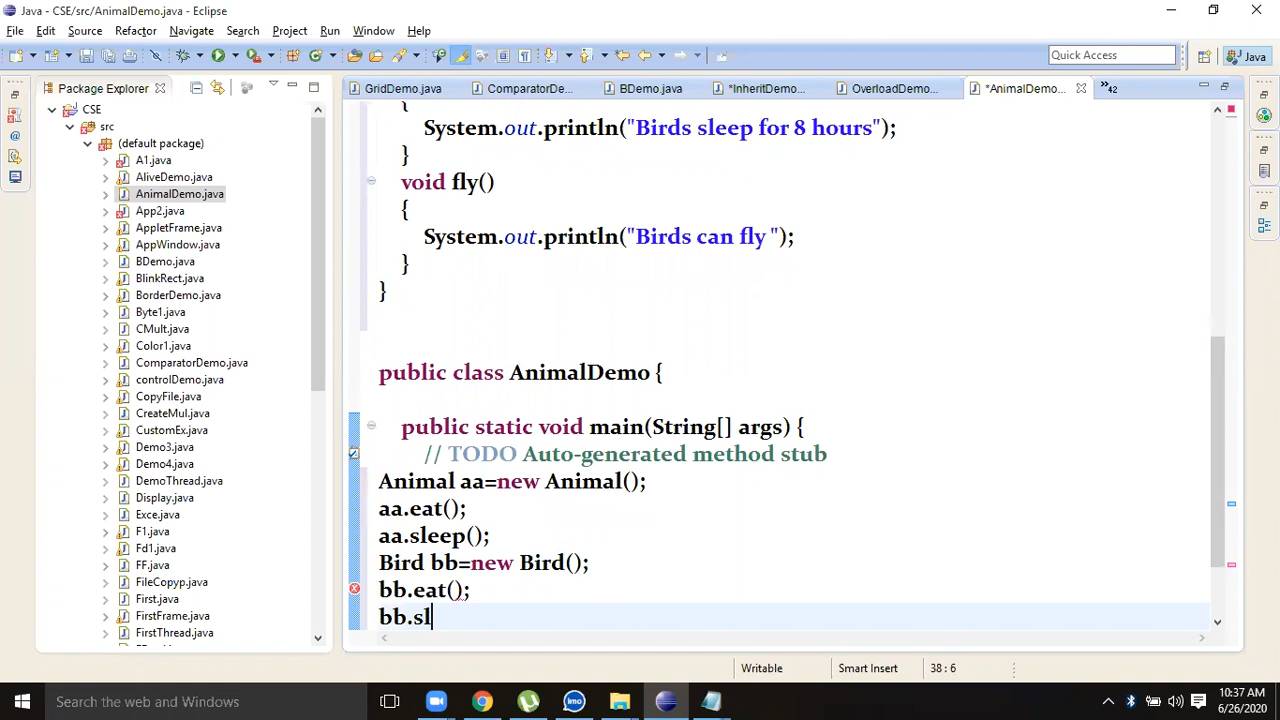 Java - CSE/src/AnimalDemo.java - Eclipse
File Edit Source Refactor Navigate Search Project Run Window Help
Quick Access
Java
Package Explorer
GridDemo.java
ComparatorDe...
BDemo.java
*InheritDemo...
OverloadDemo...
*AnimalDemo...
»42
CSE
src
(default package)
A1.java
AliveDemo.java
AnimalDemo.java
App2.java
AppletFrame.java
AppWindow.java
BDemo.java
BlinkRect.java
BorderDemo.java
Byte1.java
CMult.java
Color1.java
ComparatorDemo.java
controlDemo.java
CopyFile.java
CreateMul.java
CustomEx.java
Demo3.java
Demo4.java
DemoThread.java
Display.java
Exce.java
F1.java
Fd1.java
FF.java
FileCopyp.java
First.java
FirstFrame.java
FirstThread.java
{
System.out.println("Birds sleep for 8 hours");
}
void fly()
{
System.out.println("Birds can fly ");
}
}
public class AnimalDemo {
public static void main(String[] args) {
// TODO Auto-generated method stub
Animal aa=new Animal();
aa.eat();
aa.sleep();
Bird bb=new Bird();
bb.eat();
bb.sl
Writable
Smart Insert
38 : 6
Search the web and Windows
imo
10:37 AM
6/26/2020